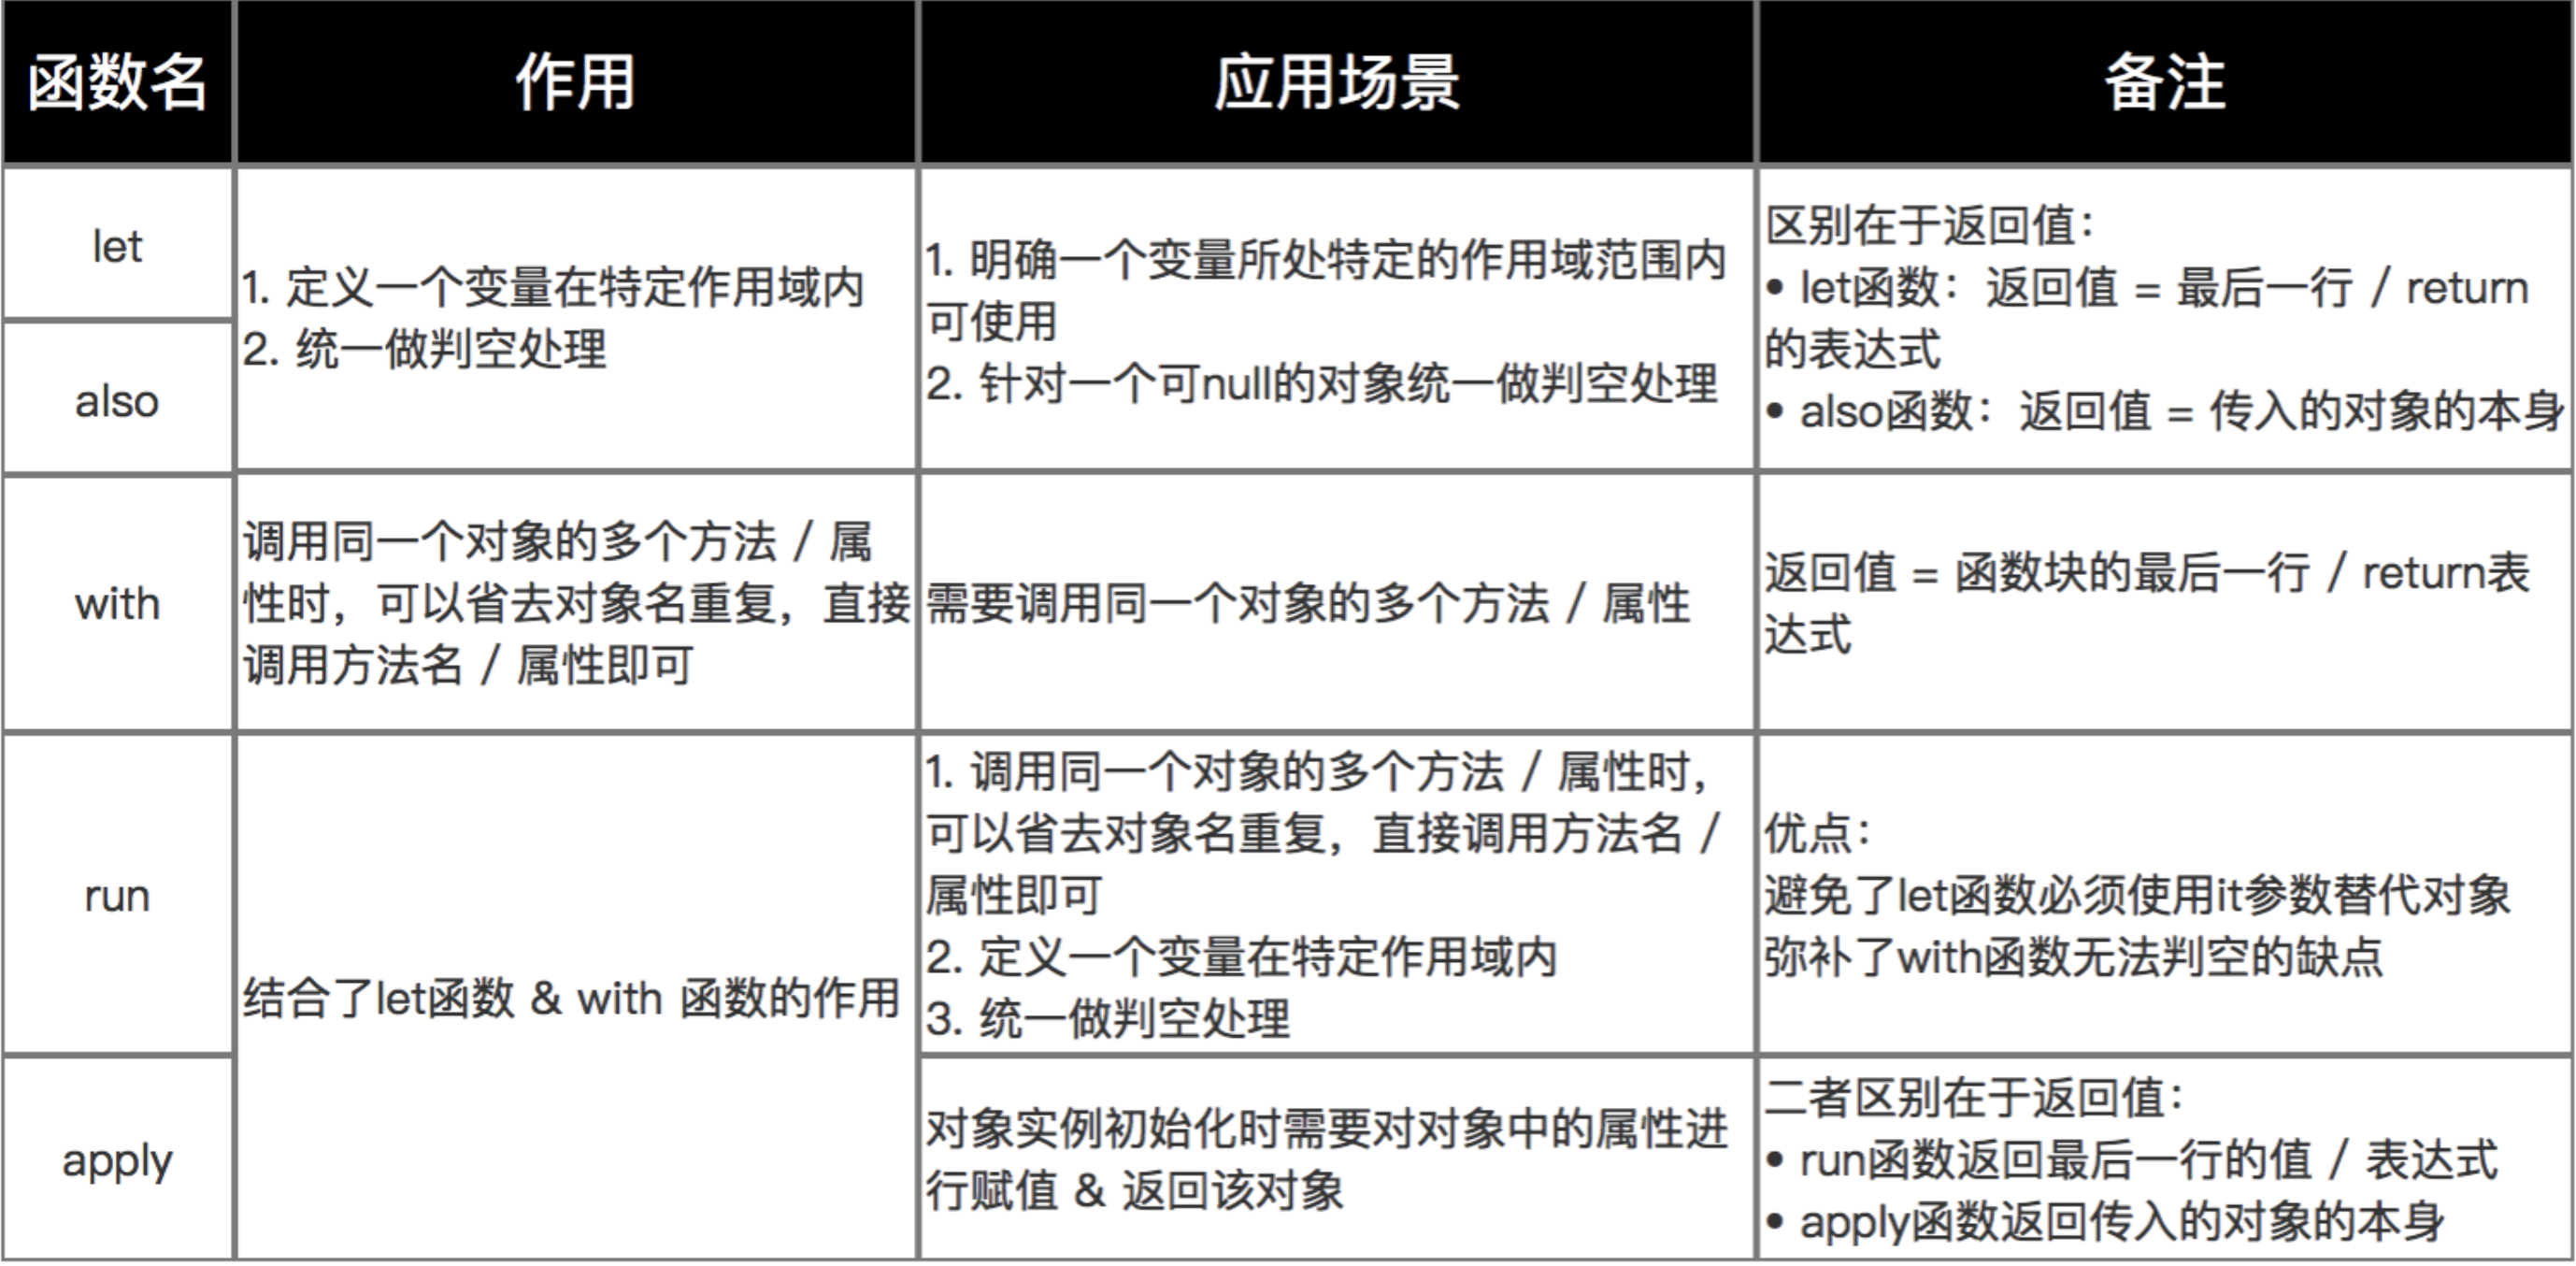 函数名
作用
应用场景
备注
let
also
1. 定义一个变量在特定作用域内
2. 统一做判空处理
1. 明确一个变量所处特定的作用域范围内
可使用
2. 针对一个可null的对象统一做判空处理
区别在于返回值：
• let函数：返回值 = 最后一行 / return
的表达式
• also函数：返回值 = 传入的对象的本身
with
调用同一个对象的多个方法 / 属
性时，可以省去对象名重复，直接
调用方法名 / 属性即可
需要调用同一个对象的多个方法 / 属性
返回值 = 函数块的最后一行 / return表
达式
run
apply
结合了let函数 & with 函数的作用
1. 调用同一个对象的多个方法 / 属性时，
可以省去对象名重复，直接调用方法名 /
属性即可
2. 定义一个变量在特定作用域内
3. 统一做判空处理
优点：
避免了let函数必须使用it参数替代对象
弥补了with函数无法判空的缺点
对象实例初始化时需要对对象中的属性进
行赋值 & 返回该对象
二者区别在于返回值：
• run函数返回最后一行的值 / 表达式
• apply函数返回传入的对象的本身